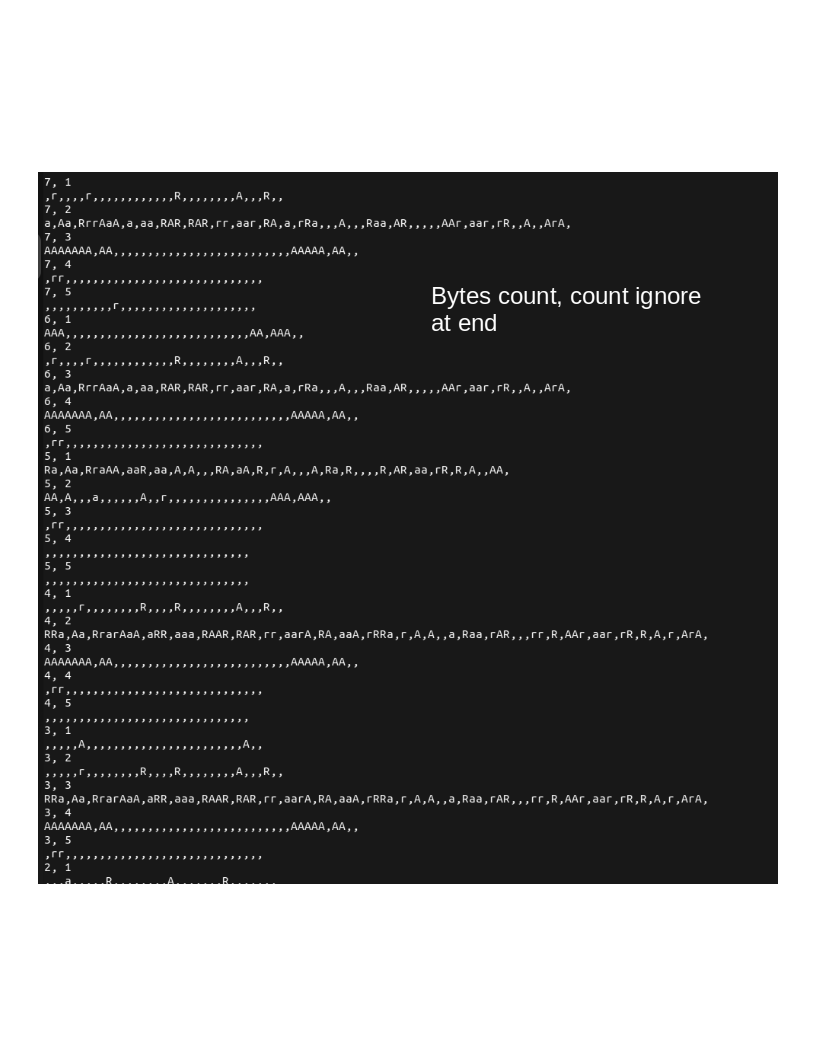 7, 1
,r,,,,r,,,,,,,,,,,,R,,,,,,,,A,,,R,,
7, 2
a,Aa,RrrAaA,a,aa,RAR,RAR,rr,aar,RA,a,rRa,,,A,,,Raa,AR,,,,,AAr,aar,rR,,A,,ArA,
7, 3
AAAAAAA,AA,,,,,,,,,,,,,,,,,,,,,,,,,,AAAAA,AA,,
7, 4
,rr,,,,,,,,,,,,,,,,,,,,,,,,,,,,,
7, 5
,,,,,,,,,,r,,,,,,,,,,,,,,,,,,,,
Bytes count, count ignore
at end
6, 1
AAA,,,,,,,,,,,,,,,,,,,,,,,,,,,AA,AAA,,
6, 2
,r,,,,r,,,,,,,,,,,,R,,,,,,,,A,,,R,,
6, 3
a,Aa,RrrAaA,a,aa,RAR,RAR,rr,aar,RA,a,rRa,,,A,,,Raa,AR,,,,,AAr,aar,rR,,A,,ArA,
6, 4
AAAAAAA,AA,,,,,,,,,,,,,,,,,,,,,,,,,,AAAAA,AA,,
6, 5
,rr,,,,,,,,,,,,,,,,,,,,,,,,,,,,,
5, 1
Ra,Aa,RraAA,aaR,aa,A,A,,,RA,aA,R,r,A,,,A,Ra,R,,,,R,AR,aa,rR,R,A,,AA,
5, 2
AA,A,,,a,,,,,,A,,r,,,,,,,,,,,,,,,AAA,AAA,,
5, 3
,rr,,,,,,,,,,,,,,,,,,,,,,,,,,,,,
5, 4
,,,,,,,,,,,,,,,,,,,,,,,,,,,,,,
5, 5
,,,,,,,,,,,,,,,,,,,,,,,,,,,,,,
4, 1
,,,,,r,,,,,,,,R,,,,R,,,,,,,,A,,,R,,
4, 2
RRa,Aa,RrarAaA,aRR,aaa,RAAR,RAR,rr,aarA,RA,aaA,rRRa,r,A,A,,a,Raa,rAR,,,rr,R,AAr,aar,rR,R,A,r,ArA,
4, 3
AAAAAAA,AA,,,,,,,,,,,,,,,,,,,,,,,,,,AAAAA,AA,,
4, 4
,rr,,,,,,,,,,,,,,,,,,,,,,,,,,,,,
4, 5
,,,,,,,,,,,,,,,,,,,,,,,,,,,,,,
3, 1
,,,,,A,,,,,,,,,,,,,,,,,,,,,,,A,,
3, 2
,,,,,r,,,,,,,,R,,,,R,,,,,,,,A,,,R,,
3, 3
RRa,Aa,RrarAaA,aRR,aaa,RAAR,RAR,rr,aarA,RA,aaA,rRRa,r,A,A,,a,Raa,rAR,,,rr,R,AAr,aar,rR,R,A,r,ArA,
3, 4
AAAAAAA,AA,,,,,,,,,,,,,,,,,,,,,,,,,,AAAAA,AA,,
3, 5
,rr,,,,,,,,,,,,,,,,,,,,,,,,,,,,,
2, 1